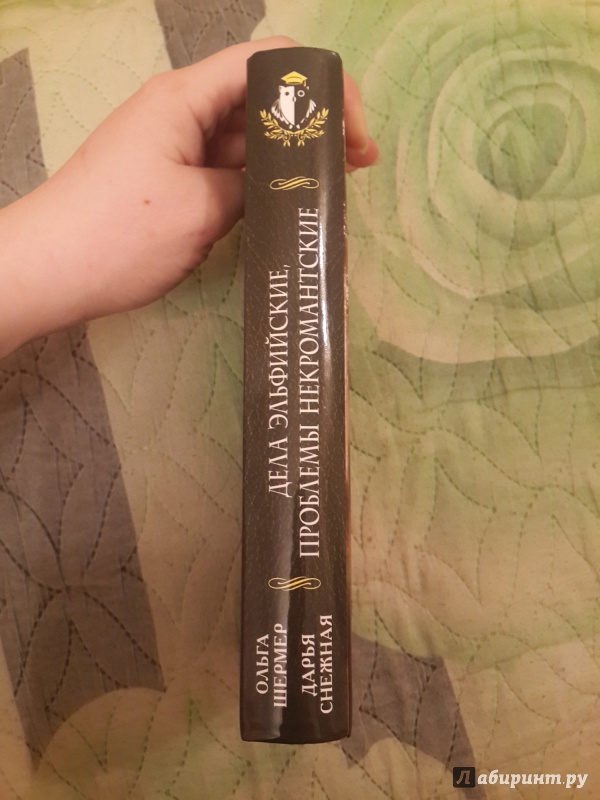 ОЛЬГА
ШЕРМЕР
ДАРЬЯ
СНЕЖНАЯ
ДЕЛА ЭЛЬФИЙСКИЕ,
ПРОБЛЕМЫ НЕКРОМАНТСКИЕ
Лабиринт.ру